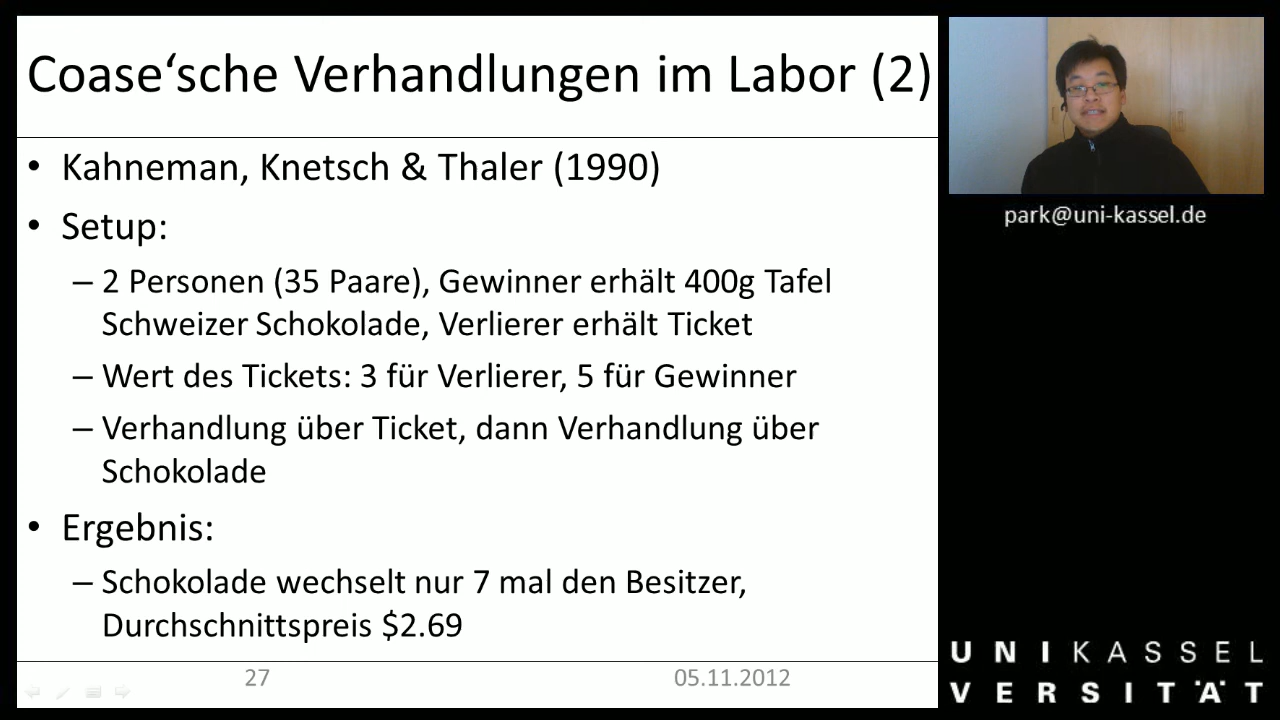 Coase‘sche Verhandlungen im Labor (2)
• Kahneman, Knetsch & Thaler (1990)
• Setup:
– 2 Personen (35 Paare), Gewinner erhält 400g Tafel
Schweizer Schokolade, Verlierer erhält Ticket
– Wert des Tickets: 3 für Verlierer, 5 für Gewinner
– Verhandlung über Ticket, dann Verhandlung über
Schokolade
• Ergebnis:
– Schokolade wechselt nur 7 mal den Besitzer,
Durchschnittspreis $2.69
27 05.11.2012
park@uni-kassel.de
UNIKASSEL
VERSITÄT